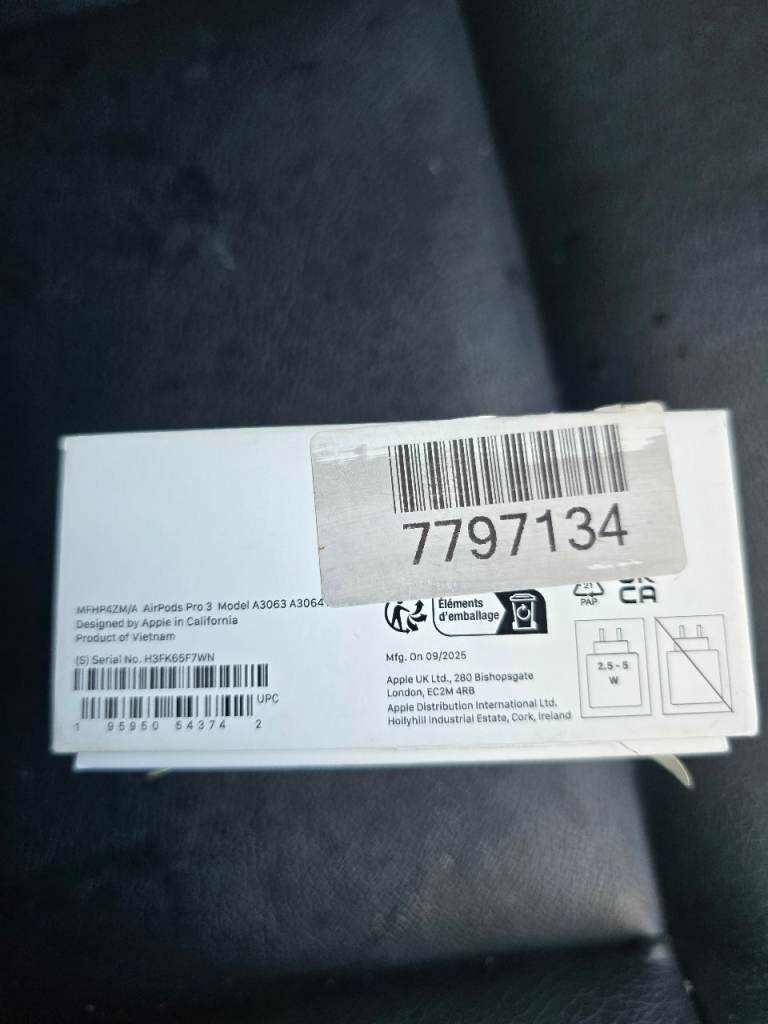 7797134
MFHP4ZM/A AirPods Pro 3 Model A3063 A3064
Designed by Apple in California
Product of Vietnam
(S) Serial No. H3FK65F7WN
UPC
1 95950 54374 2
Éléments
d'emballage
Mfg. On 09/2025
Apple UK Ltd., 280 Bishopsgate
London, EC2M 4RB
Apple Distribution International Ltd.
Hollyhill Industrial Estate, Cork, Ireland
21
PAP
UK
CA
2.5 - 5
W